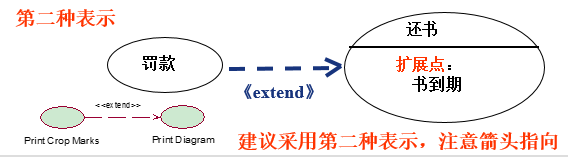 第二种表示
还书
罚款
扩展点:
书到期
《extend》
<<extend>>
Print Crop Marks
Print Diagram
建议采用第二种表示，注意箭头指向